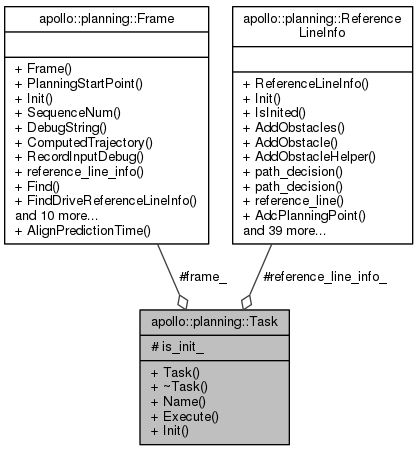 apollo::planning::Frame
+ Frame()
+ PlanningStartPoint()
+ Init()
+ SequenceNum()
+ DebugString()
+ ComputedTrajectory()
+ RecordInputDebug()
+ reference_line_info()
+ Find()
+ FindDriveReferenceLineInfo()
and 10 more...
+ AlignPredictionTime()
apollo::planning::Reference
LineInfo
+ ReferenceLineInfo()
+ Init()
+ IsInited()
+ AddObstacles()
+ AddObstacle()
+ AddObstacleHelper()
+ path_decision()
+ path_decision()
+ reference_line()
+ AdcPlanningPoint()
and 39 more...
#frame_
#reference_line_info_
apollo::planning::Task
# is_init_
+ Task()
+ ~Task()
+ Name()
+ Execute()
+ Init()